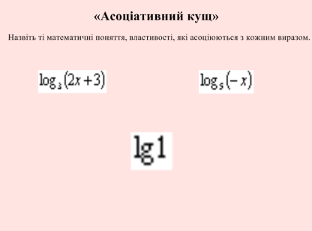 «Асоціативний кущ»
Назвіть ті математичні поняття, властивості, які асоціюються з кожним виразом.
log₃(2x+3) log₅(−x)
lg1